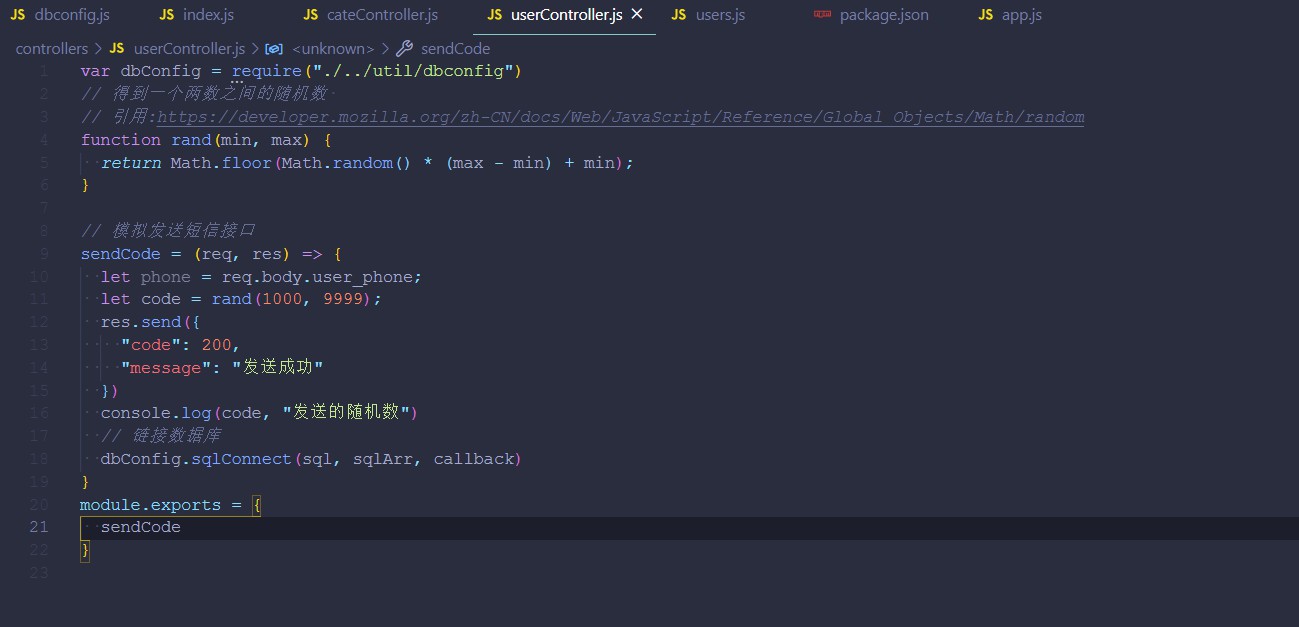 JS dbconfig.js JS index.js JS cateController.js JS userController.js × JS users.js npm package.json JS app.js
controllers > JS userController.js > <unknown> > sendCode
1 var dbConfig = require("./../util/dbconfig")
2 // 得到一个两数之间的随机数
3 // 引用:https://developer.mozilla.org/zh-CN/docs/Web/JavaScript/Reference/Global_Objects/Math/random
4 function rand(min, max) {
5 return Math.floor(Math.random() * (max - min) + min);
6 }
7
8 // 模拟发送短信接口
9 sendCode = (req, res) => {
10 let phone = req.body.user_phone;
11 let code = rand(1000, 9999);
12 res.send({
13 "code": 200,
14 "message": "发送成功"
15 })
16 console.log(code, "发送的随机数")
17 // 链接数据库
18 dbConfig.sqlConnect(sql, sqlArr, callback)
19 }
20 module.exports = {
21 sendCode
22 }
23